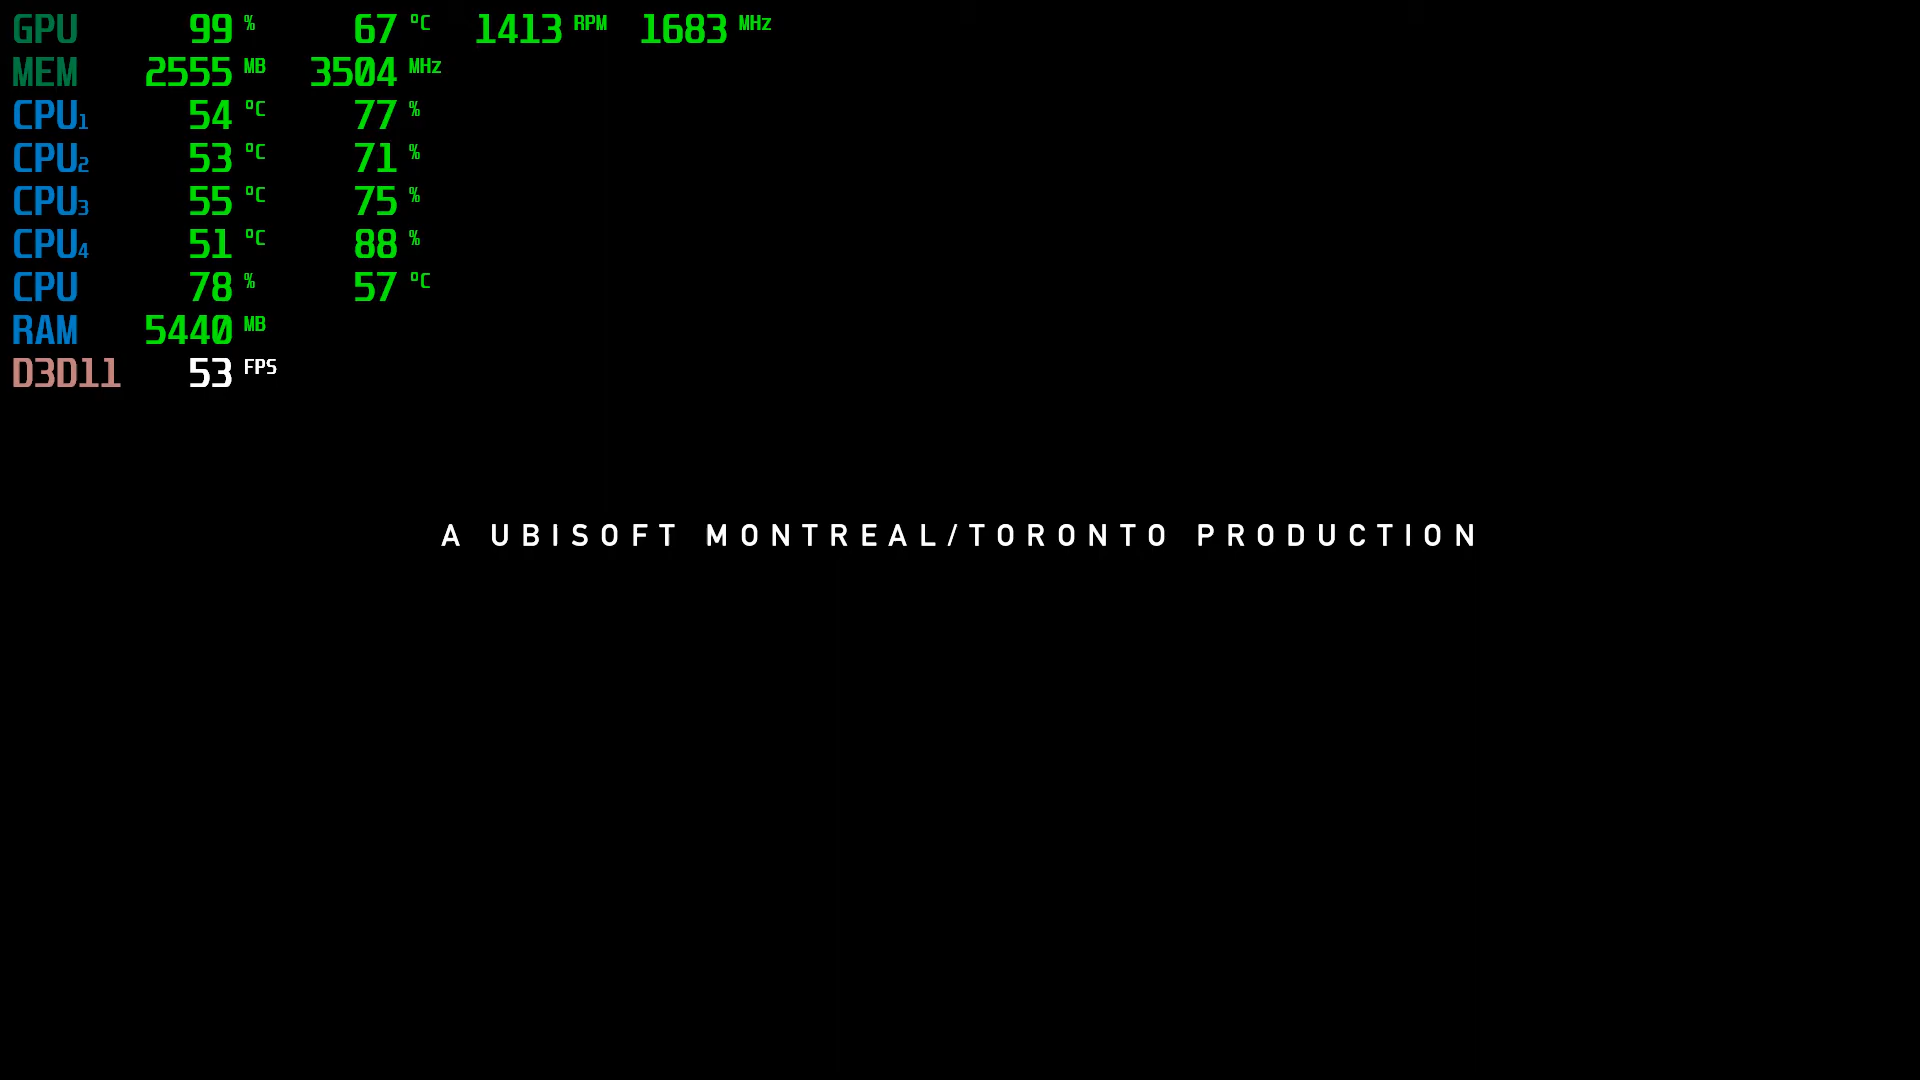 GPU 99 % 67 °C 1413 RPM 1683 MHz
MEM 2555 MB 3504 MHz
CPU1 54 °C 77 %
CPU2 53 °C 71 %
CPU3 55 °C 75 %
CPU4 51 °C 88 %
CPU 78 % 57 °C
RAM 5440 MB
D3D11 53 FPS
A UBISOFT MONTREAL/TORONTO PRODUCTION